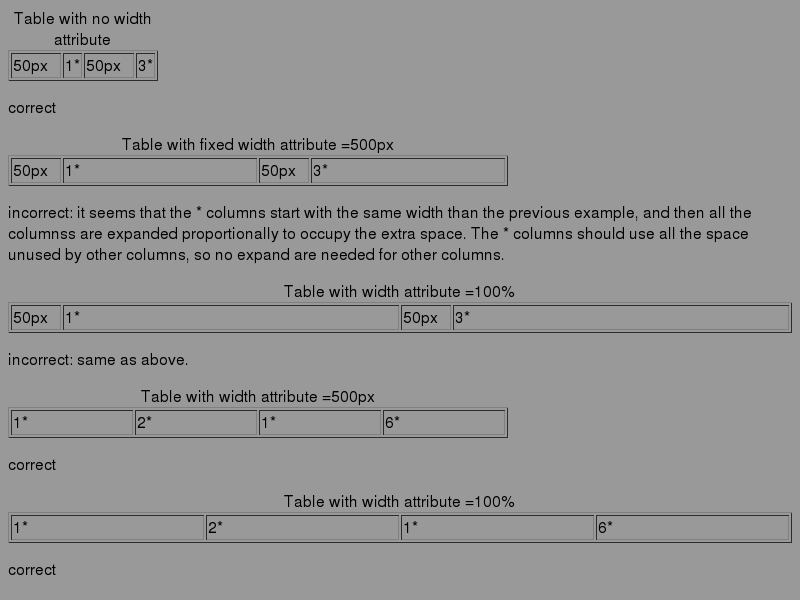 Table with no width
attribute
50px 1* 50px 3*
correct
Table with fixed width attribute =500px
50px 1* 50px 3*
incorrect: it seems that the * columns start with the same width than the previous example, and then all the
columnss are expanded proportionally to occupy the extra space. The * columns should use all the space
unused by other columns, so no expand are needed for other columns.
Table with width attribute =100%
50px 1* 50px 3*
incorrect: same as above.
Table with width attribute =500px
1* 2* 1* 6*
correct
Table with width attribute =100%
1* 2* 1* 6*
correct